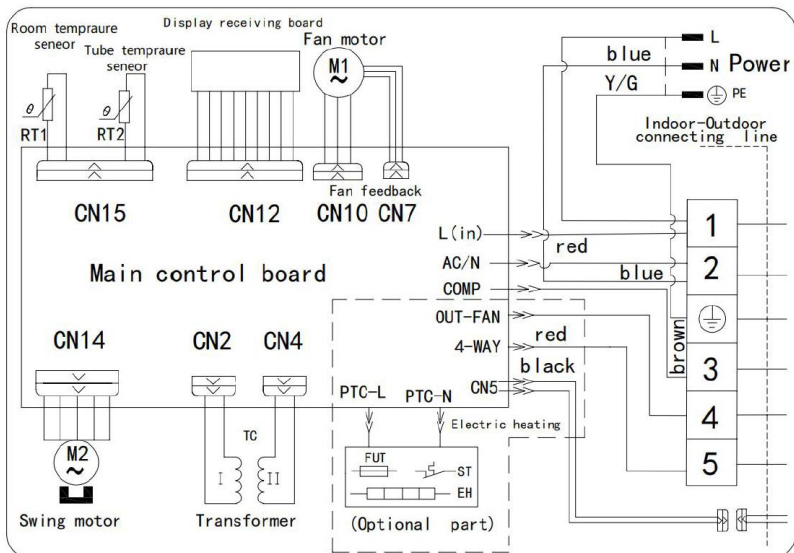 Room tempraure
seneor
Tube tempraure
seneor
Display receiving board
Fan motor
M1
~
θ
RT1
θ
RT2
L
blue
N Power
Y/G
PE
Indoor-Outdoor
connecting line
Fan feedback
CN15
CN12
CN10
CN7
L(in)
red
1
AC/N
blue
2
Main control board
COMP
OUT-FAN
brown
3
CN14
CN2
CN4
4-WAY
red
black
CN5
4
PTC-L
PTC-N
Electric heating
5
M2
~
TC
I
II
FUT
ST
EH
Swing motor
Transformer
(Optional part)